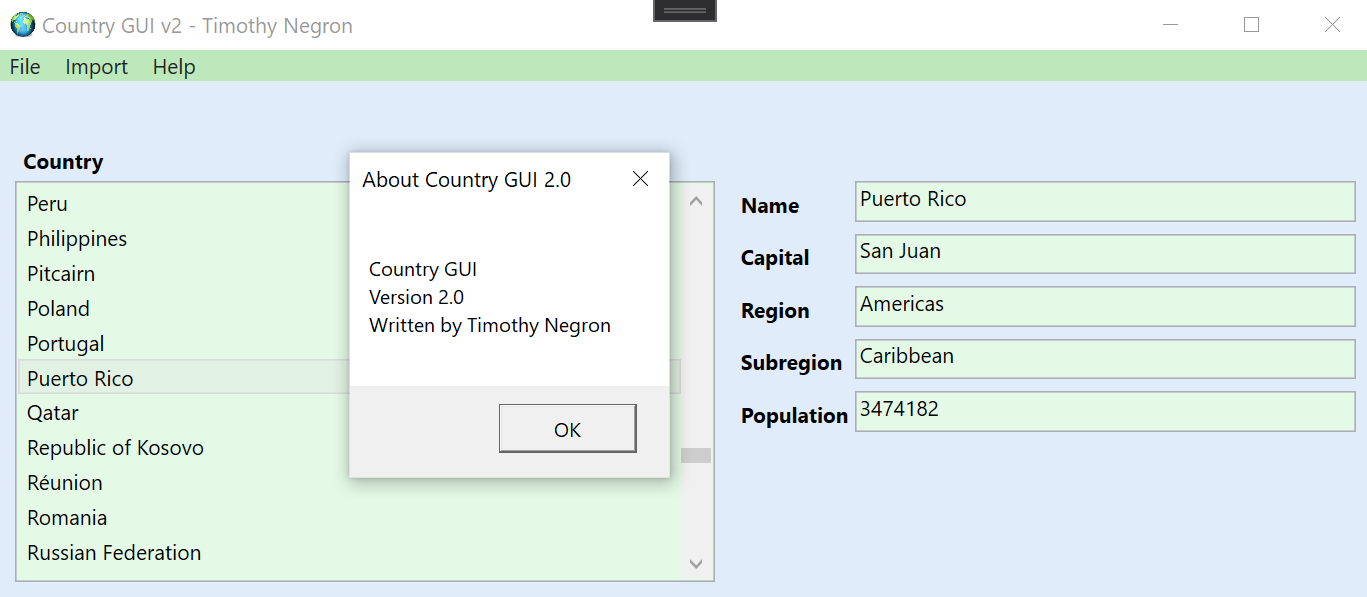 Country GUI v2 - Timothy Negron
File Import Help
Country
Peru
Philippines
Pitcairn
Poland
Portugal
Puerto Rico
Qatar
Republic of Kosovo
Réunion
Romania
Russian Federation
About Country GUI 2.0
Country GUI
Version 2.0
Written by Timothy Negron
OK
Name Puerto Rico
Capital San Juan
Region Americas
Subregion Caribbean
Population 3474182